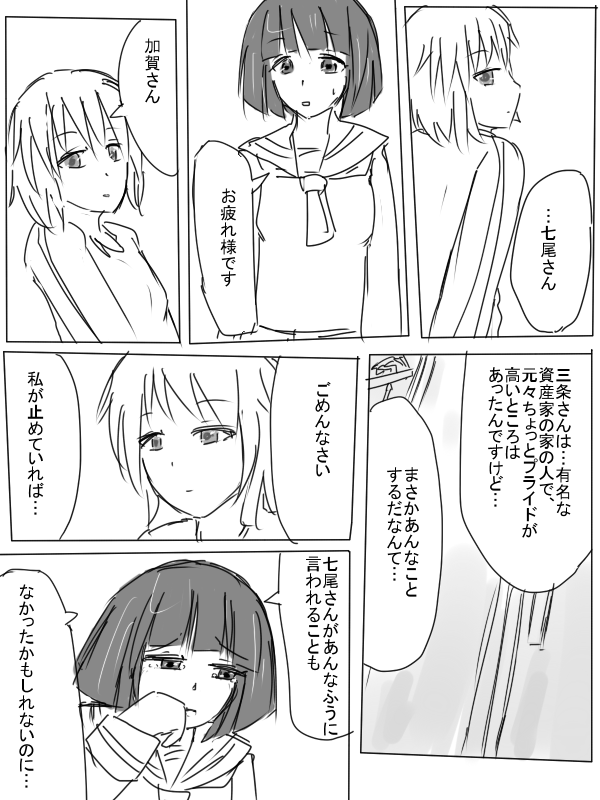 …七尾さん
お疲れ様です
加賀さん
三条さんは…有名な
資産家の家の人で、
元々ちょっとプライドが
高いところは
あったんですけど…
まさかあんなこと
するだなんて…
ごめんなさい
私が止めていれば…
七尾さんがあんなふうに
言われることも
なかったかもしれないのに…